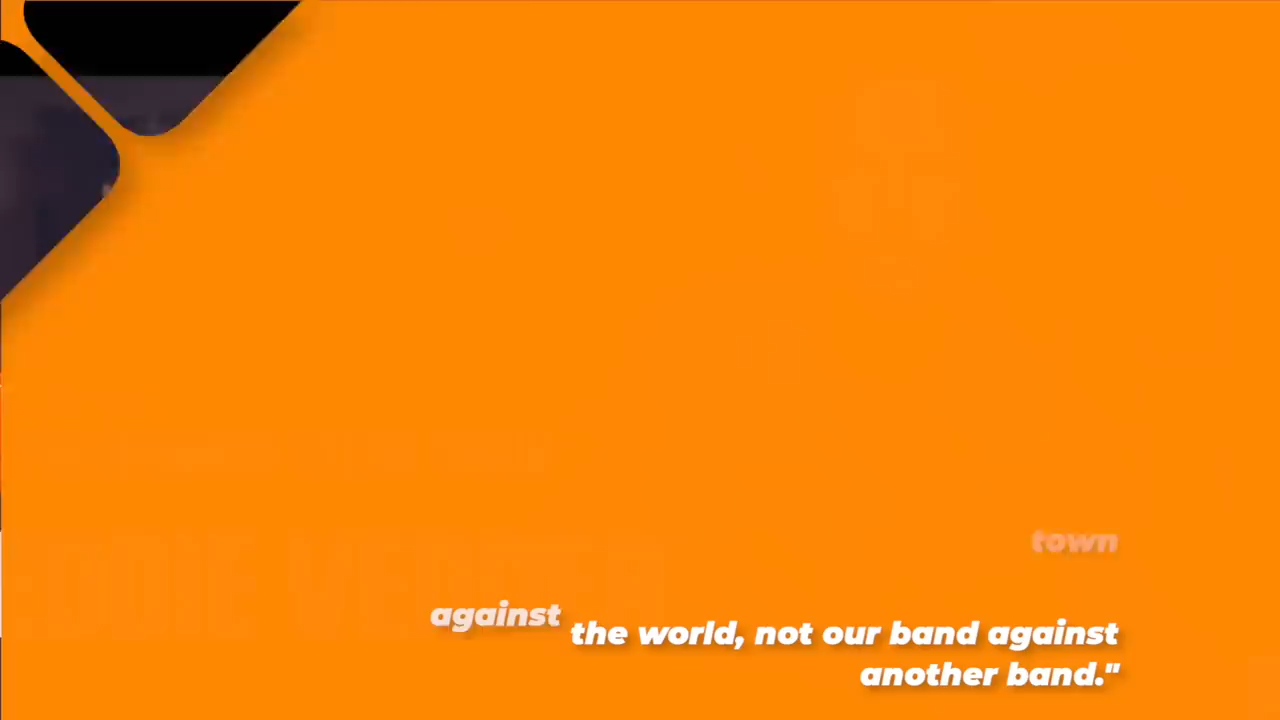 town
against the world, not our band against
another band."